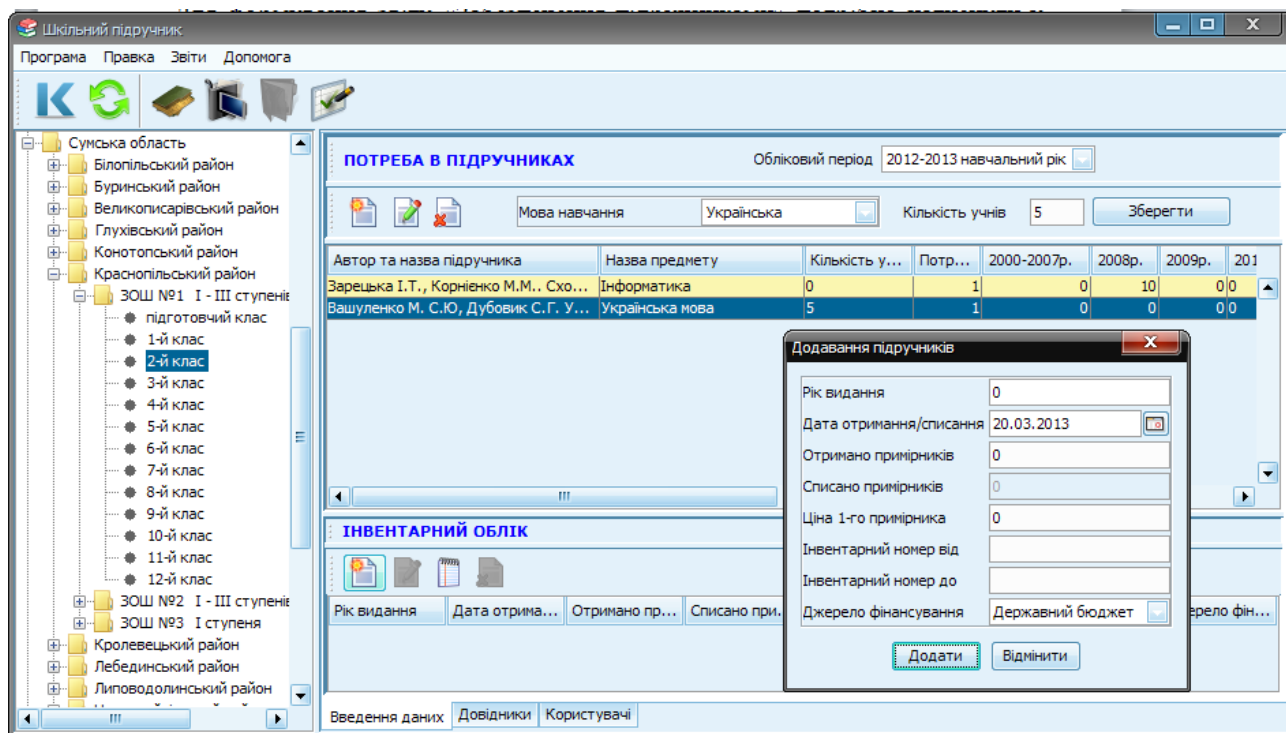 Шкільний підручник
Програма Правка Звіти Допомога
Сумська область
Білопільський район
Буринський район
Великописарівський район
Глухівський район
Конотопський район
Краснопільський район
ЗОШ №1 I - III ступенів
підготовчий клас
1-й клас
2-й клас
3-й клас
4-й клас
5-й клас
6-й клас
7-й клас
8-й клас
9-й клас
10-й клас
11-й клас
12-й клас
ЗОШ №2 I - III ступенів
ЗОШ №3 I ступеня
Кролевецький район
Лебединський район
Липоводолинський район
ПОТРЕБА В ПІДРУЧНИКАХ Обліковий період 2012-2013 навчальний рік
Мова навчання Українська Кількість учнів 5 Зберегти
Автор та назва підручника Назва предмету Кількість у... Потр... 2000-2007р. 2008р. 2009р. 201
Зарецька І.Т., Корнієнко М.М.. Схо... Інформатика 0 1 0 10 0 0
Вашуленко М. С.Ю, Дубовик С.Г. У... Українська мова 5 1 0 0 0 0
ІНВЕНТАРНИЙ ОБЛІК
Рік видання Дата отрима... Отримано пр... Списано при.. ерело фін...
Введення даних Довідники Користувачі
Додавання підручників
Рік видання 0
Дата отримання/списання 20.03.2013
Отримано примірників 0
Списано примірників 0
Ціна 1-го примірника 0
Інвентарний номер від
Інвентарний номер до
Джерело фінансування Державний бюджет
Додати Відмінити